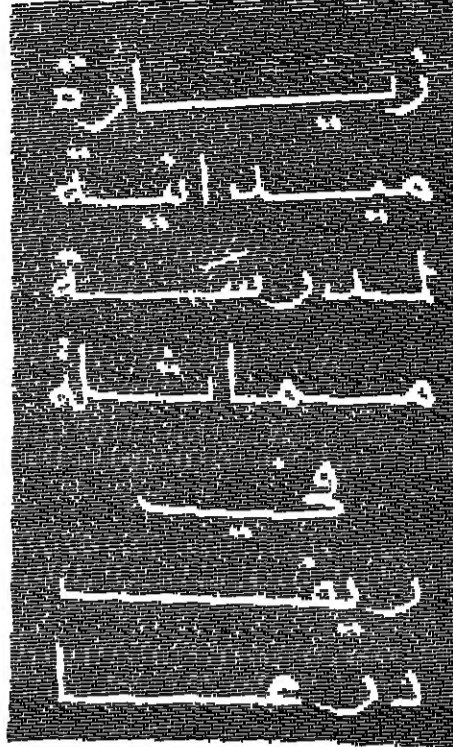 زيارة
ميدانية
لمدرسَة
مماثلة
في
ريف
درعا